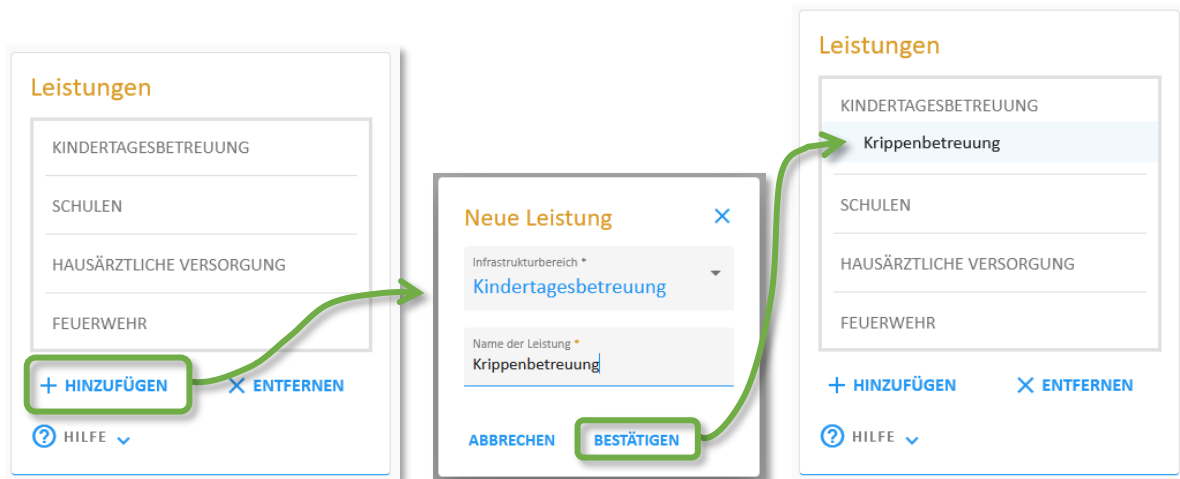 Leistungen
KINDERTAGESBETREUUNG
SCHULEN
HAUSÄRZTLICHE VERSORGUNG
FEUERWEHR
+ HINZUFÜGEN × ENTFERNEN
? HILFE
Neue Leistung ×
Infrastrukturbereich *
Kindertagesbetreuung
Name der Leistung *
Krippenbetreuung
ABBRECHEN BESTÄTIGEN
Leistungen
KINDERTAGESBETREUUNG
Krippenbetreuung
SCHULEN
HAUSÄRZTLICHE VERSORGUNG
FEUERWEHR
+ HINZUFÜGEN × ENTFERNEN
? HILFE